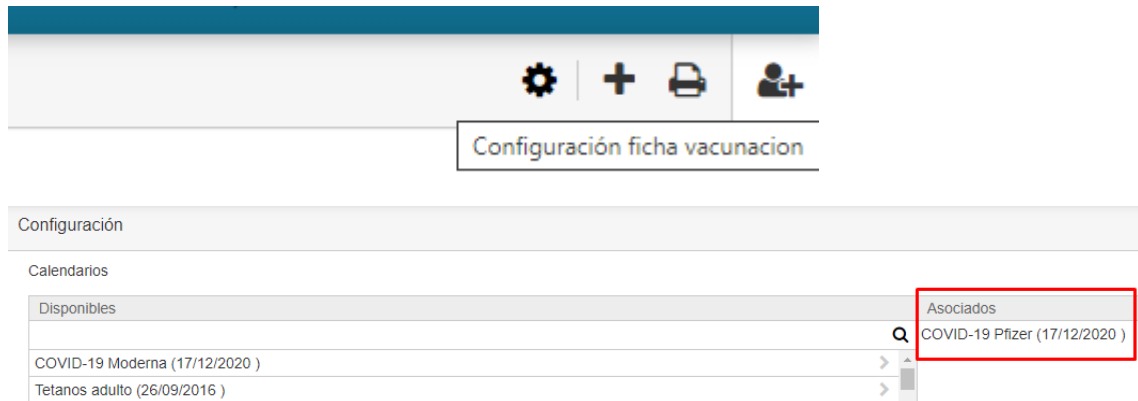 Configuración ficha vacunacion
Configuración
Calendarios
Disponibles
Asociados
COVID-19 Pfizer (17/12/2020 )
COVID-19 Moderna (17/12/2020 )
Tetanos adulto (26/09/2016 )